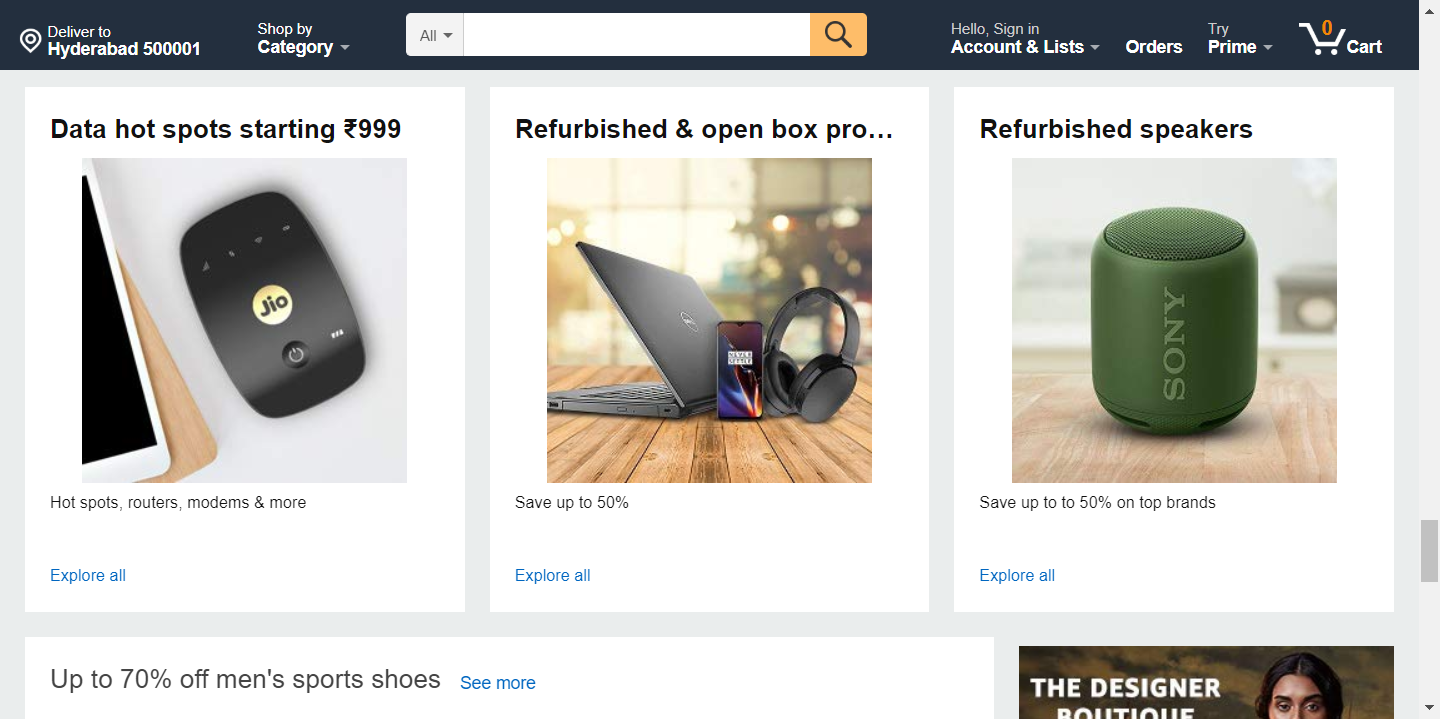 Deliver to
Hyderabad 500001
Shop by
Category
All
Hello, Sign in
Account & Lists
Orders
Try
Prime
0
Cart
Data hot spots starting ₹999
Jio
Hot spots, routers, modems & more
Explore all
Refurbished & open box pro…
DELL
NEVER
SETTLE
Save up to 50%
Explore all
Refurbished speakers
SONY
Save up to to 50% on top brands
Explore all
Up to 70% off men's sports shoes See more
THE DESIGNER
BOUTIQUE